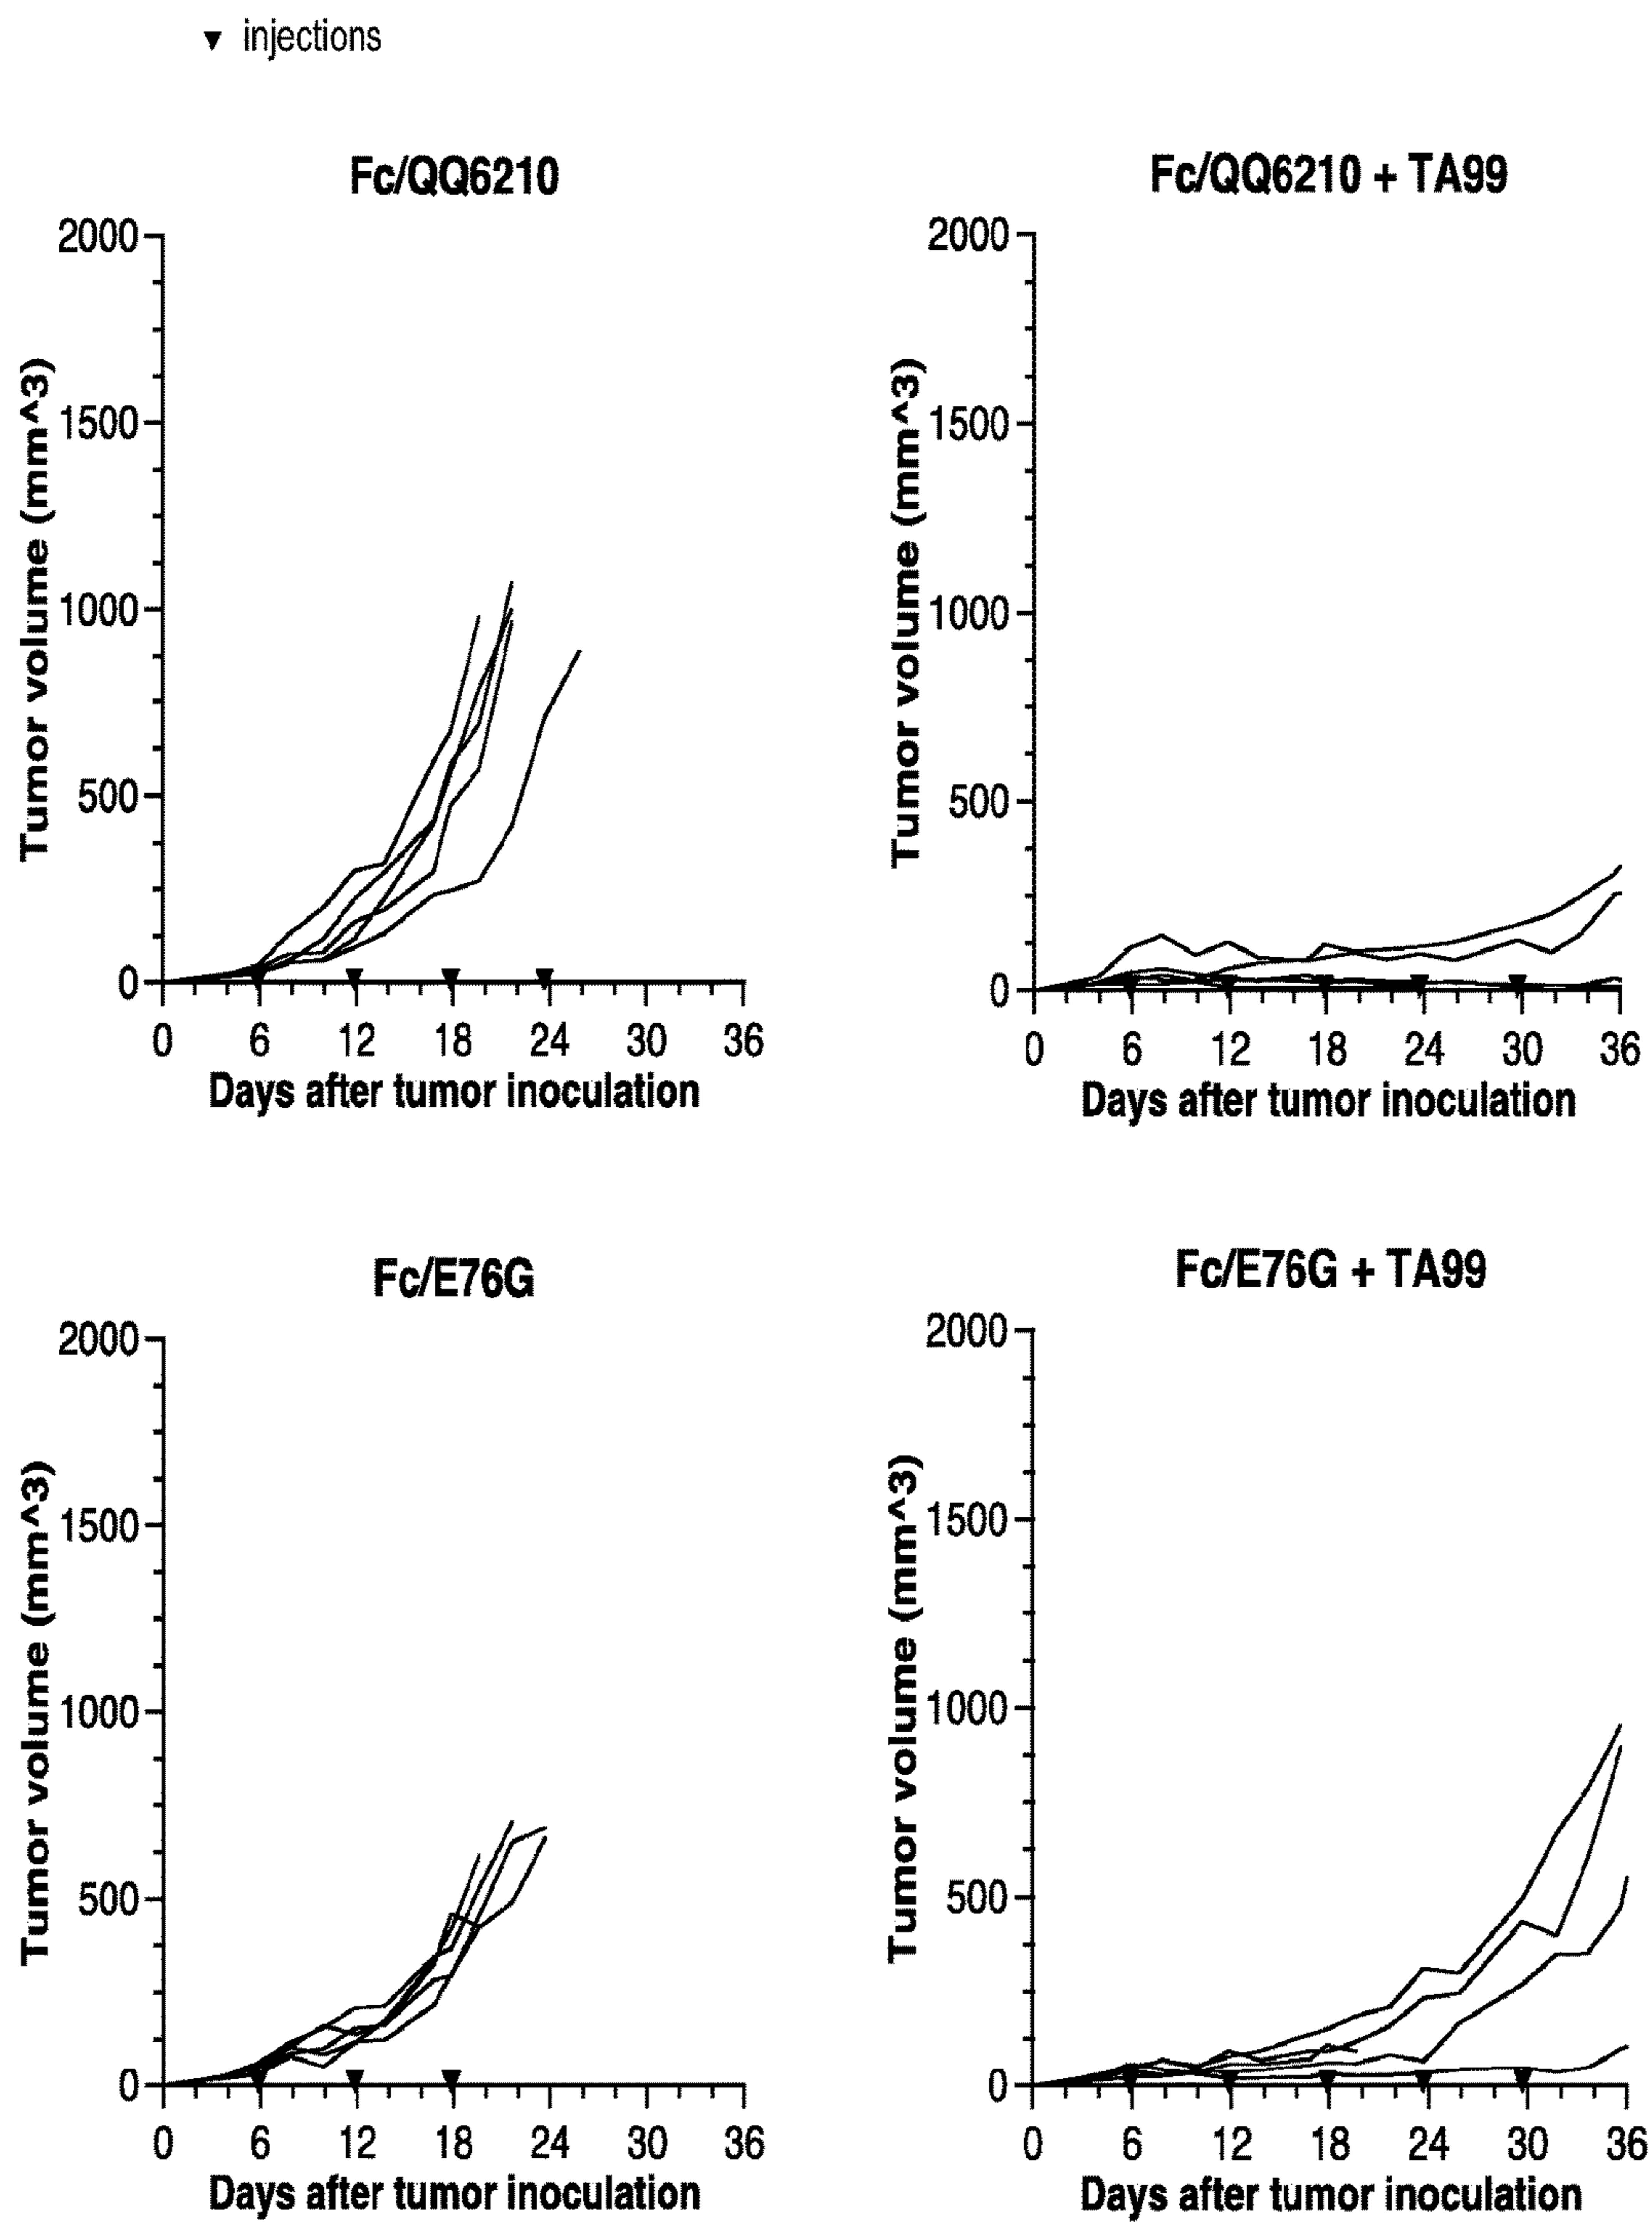 ▼ injections
Fc/QQ6210
Tumor volume (mm^3)
2000
1500
1000
500
0
0 6 12 18 24 30 36
Days after tumor inoculation
Fc/QQ6210 + TA99
Tumor volume (mm^3)
2000
1500
1000
500
0
0 6 12 18 24 30 36
Days after tumor inoculation
Fc/E76G
Tumor volume (mm^3)
2000
1500
1000
500
0
0 6 12 18 24 30 36
Days after tumor inoculation
Fc/E76G + TA99
Tumor volume (mm^3)
2000
1500
1000
500
0
0 6 12 18 24 30 36
Days after tumor inoculation